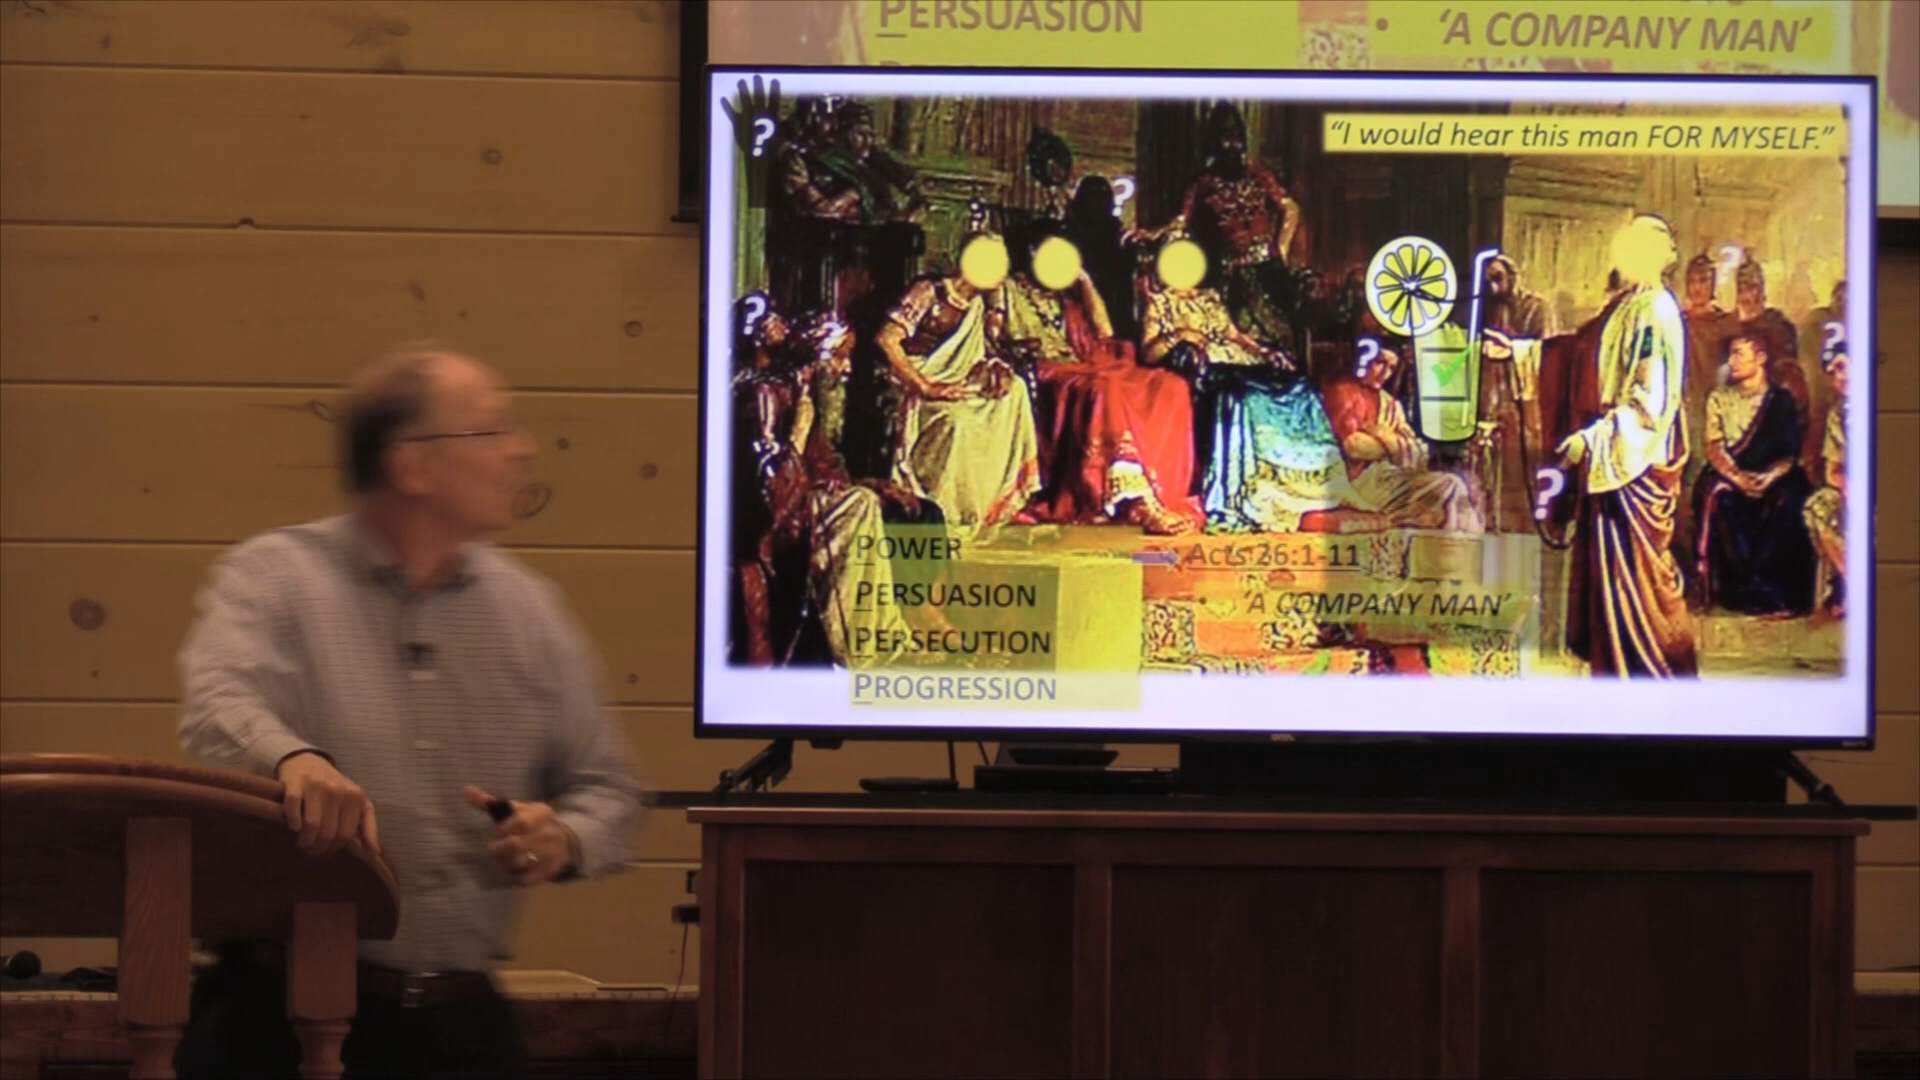 PERSUASION
• 'A COMPANY MAN'
?
"I would hear this man FOR MYSELF."
?
?
?
?
?
?
?
POWER
Acts 26:1-11
PERSUASION
• 'A COMPANY MAN'
PERSECUTION
PROGRESSION